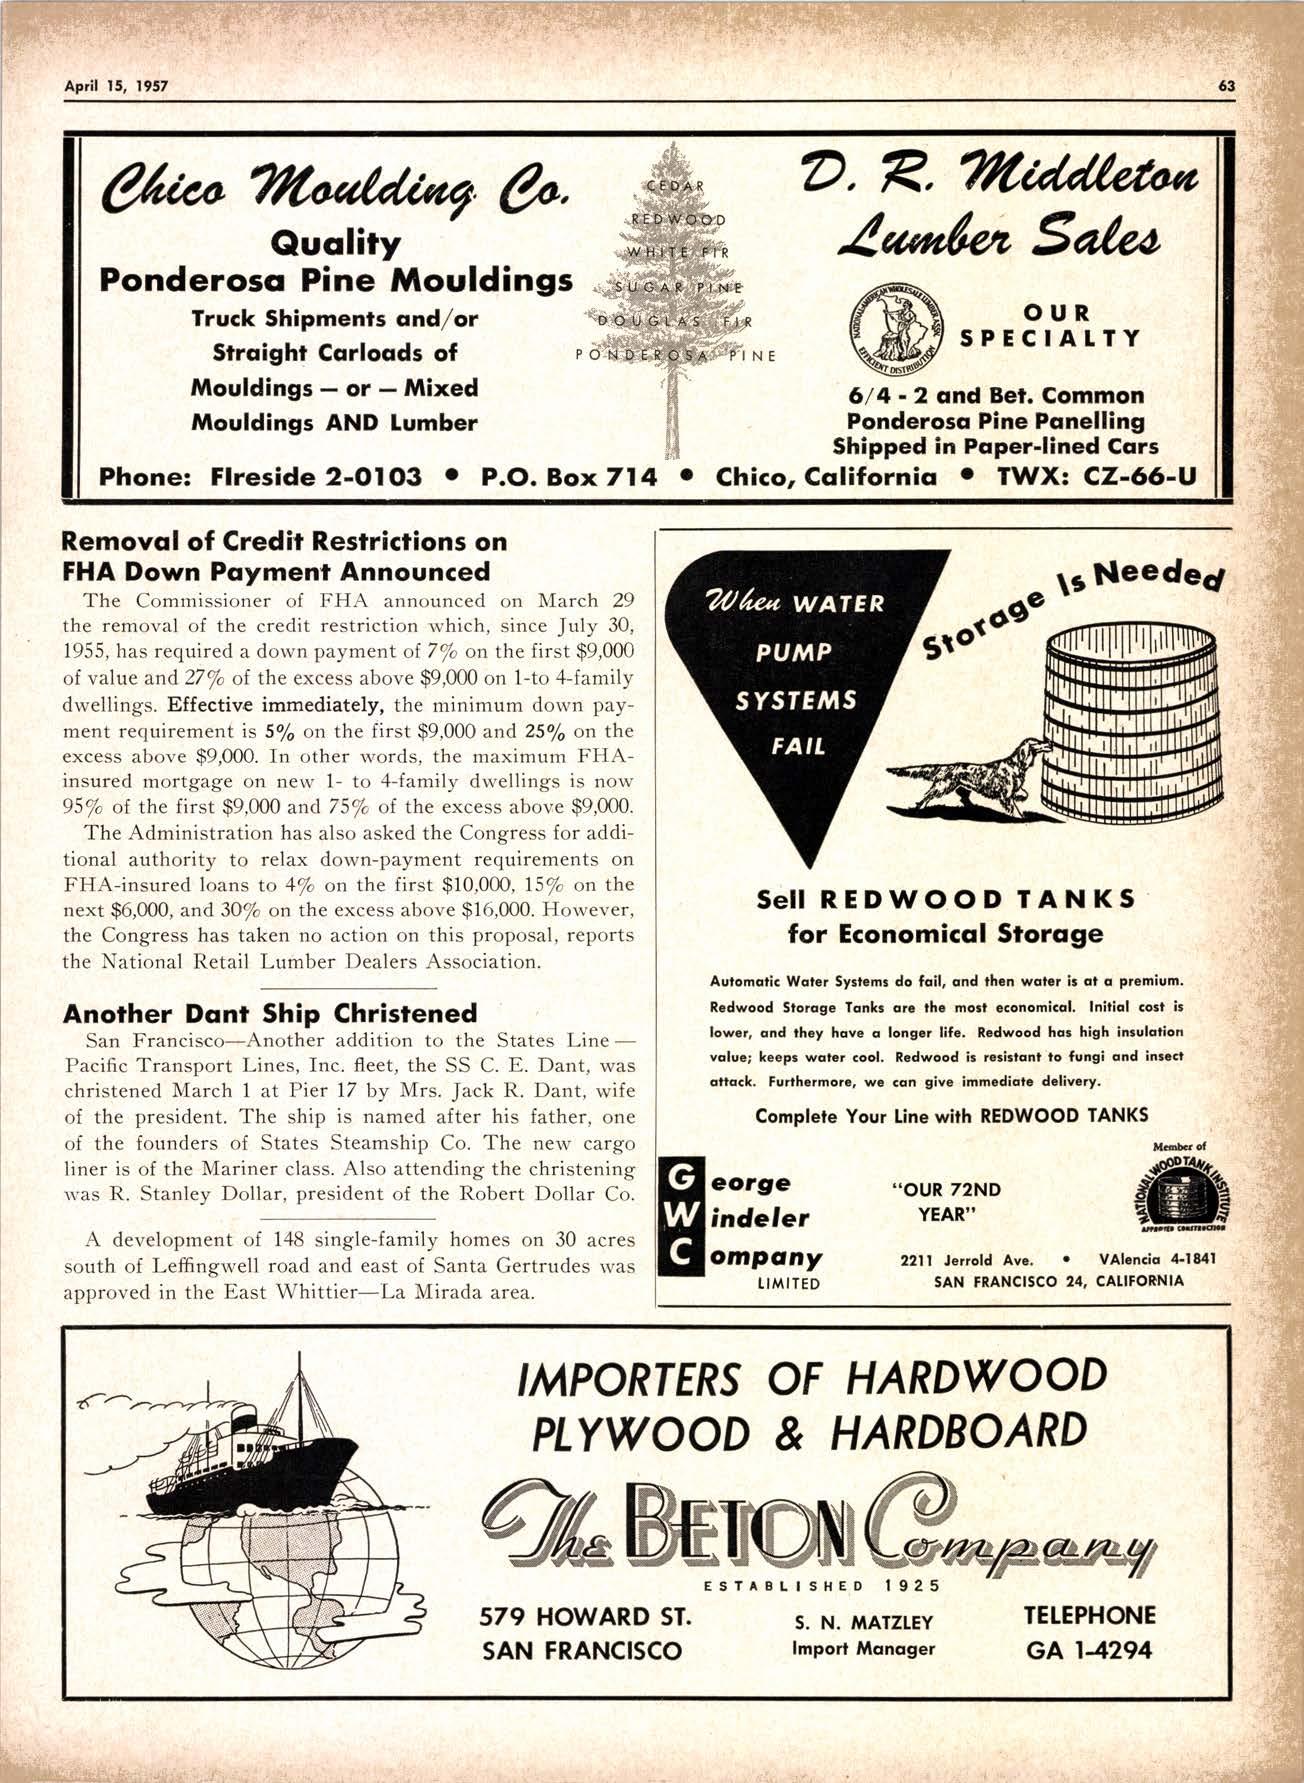 April 15, 1957
63
Chico Moulding Co.
Quality
Ponderosa Pine Mouldings
Truck Shipments and/or
Straight Carloads of
Mouldings — or — Mixed
Mouldings AND Lumber
CEDAR
REDWOOD
WHITE FIR
SUGAR PINE
DOUGLAS FIR
PONDEROSA PINE
D. R. Middleton
Lumber Sales
NATIONAL-AMERICAN WHOLESALE LUMBER ASSN.
EFFICIENT DISTRIBUTION
OUR
SPECIALTY
6/4 - 2 and Bet. Common
Ponderosa Pine Panelling
Shipped in Paper-lined Cars
Phone: FIreside 2-0103 • P.O. Box 714 • Chico, California • TWX: CZ-66-U
Removal of Credit Restrictions on
FHA Down Payment Announced
The Commissioner of FHA announced on March 29
the removal of the credit restriction which, since July 30,
1955, has required a down payment of 7% on the first $9,000
of value and 27% of the excess above $9,000 on 1-to 4-family
dwellings. Effective immediately, the minimum down pay-
ment requirement is 5% on the first $9,000 and 25% on the
excess above $9,000. In other words, the maximum FHA-
insured mortgage on new 1- to 4-family dwellings is now
95% of the first $9,000 and 75% of the excess above $9,000.
The Administration has also asked the Congress for addi-
tional authority to relax down-payment requirements on
FHA-insured loans to 4% on the first $10,000, 15% on the
next $6,000, and 30% on the excess above $16,000. However,
the Congress has taken no action on this proposal, reports
the National Retail Lumber Dealers Association.
Another Dant Ship Christened
San Francisco—Another addition to the States Line—
Pacific Transport Lines, Inc. fleet, the SS C. E. Dant, was
christened March 1 at Pier 17 by Mrs. Jack R. Dant, wife
of the president. The ship is named after his father, one
of the founders of States Steamship Co. The new cargo
liner is of the Mariner class. Also attending the christening
was R. Stanley Dollar, president of the Robert Dollar Co.
A development of 148 single-family homes on 30 acres
south of Leffingwell road and east of Santa Gertrudes was
approved in the East Whittier—La Mirada area.
When WATER
PUMP
SYSTEMS
FAIL
Storage Is Needed
Sell REDWOOD TANKS
for Economical Storage
Automatic Water Systems do fail, and then water is at a premium.
Redwood Storage Tanks are the most economical. Initial cost is
lower, and they have a longer life. Redwood has high insulation
value; keeps water cool. Redwood is resistant to fungi and insect
attack. Furthermore, we can give immediate delivery.
Complete Your Line with REDWOOD TANKS
George
Windeler
Company
LIMITED
"OUR 72ND
YEAR"
Member of
NATIONAL WOOD TANK INSTITUTE
APPROVED CONSTRUCTION
2211 Jerrold Ave. • VAlencia 4-1841
SAN FRANCISCO 24, CALIFORNIA
IMPORTERS OF HARDWOOD
PLYWOOD & HARDBOARD
The BETON Company
ESTABLISHED 1925
579 HOWARD ST.
SAN FRANCISCO
S. N. MATZLEY
Import Manager
TELEPHONE
GA 1-4294